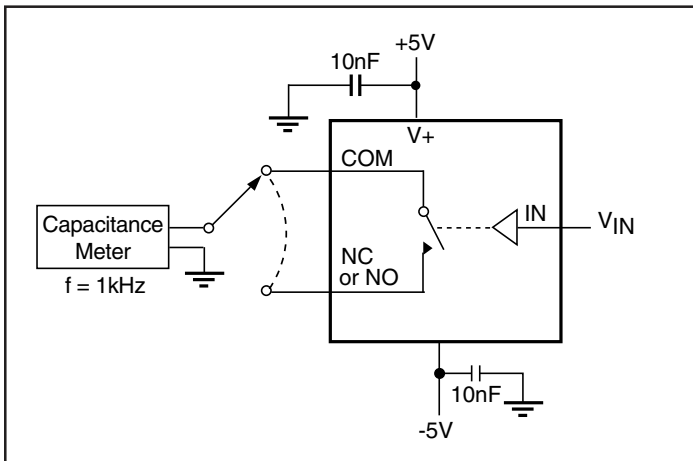 +5V
10nF
V+
COM
IN
VIN
Capacitance
Meter
NC
or NO
f = 1kHz
10nF
-5V